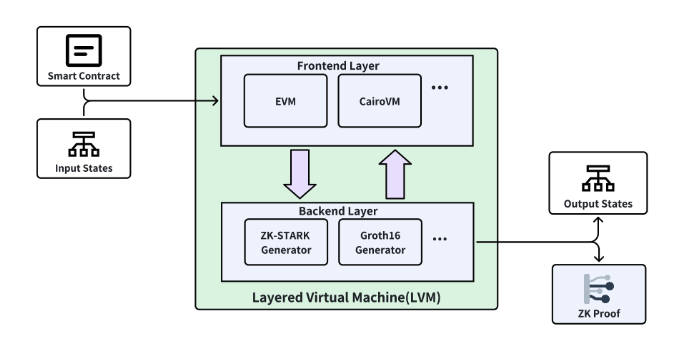 Smart Contract
Input States
Frontend Layer
EVM
CairoVM
...
Backend Layer
ZK-STARK
Generator
Groth16
Generator
...
Layered Virtual Machine(LVM)
Output States
ZK Proof